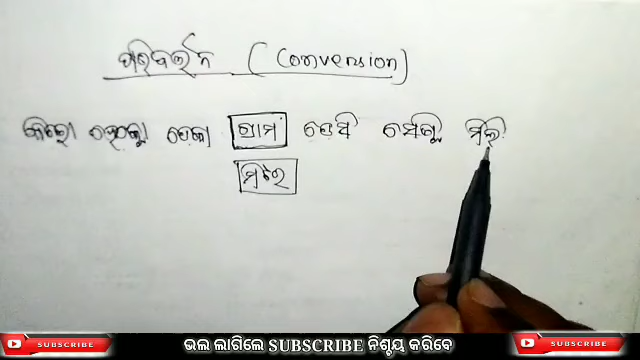 ପରିବର୍ତ୍ତନ (Conversion)
କିଲୋ ହେକ୍ଟୋ ଡେକା ଗ୍ରାମ ଡେସି ସେଣ୍ଟି ମିଲି
ମିଟର
SUBSCRIBE ଭଲ ଲାଗିଲେ SUBSCRIBE ନିଶ୍ଚୟ କରିବେ SUBSCRIBE